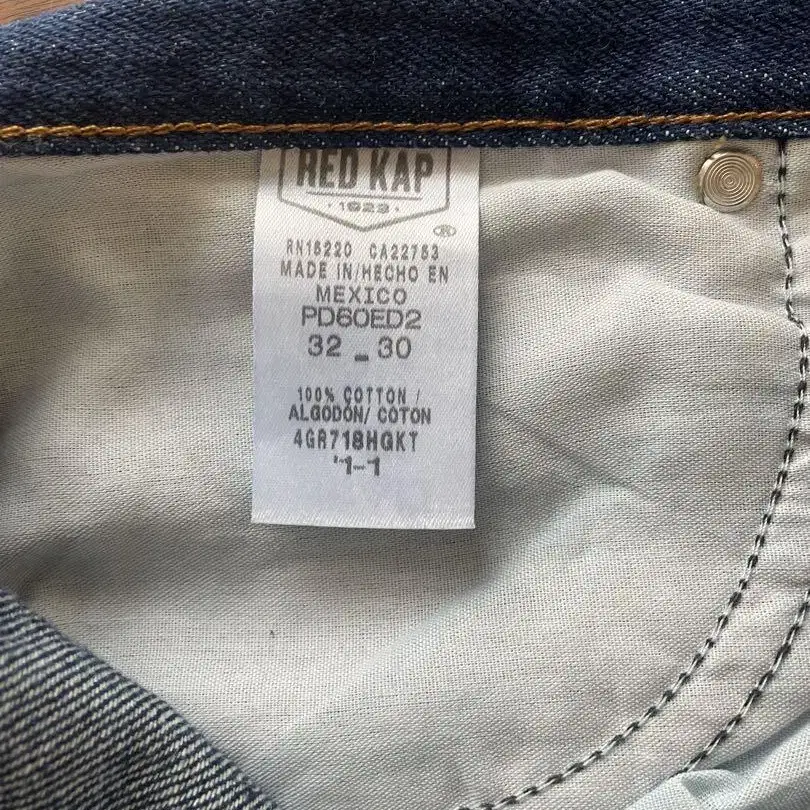 RED KAP
· 1923 ·
®
RN16220 CA22753
MADE IN/HECHO EN
MEXICO
PD60ED2
32 - 30
100% COTTON /
ALGODÓN/ COTON
4GR718HGKT
'1-1